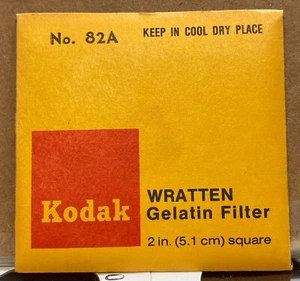 No. 82A
KEEP IN COOL DRY PLACE
Kodak
WRATTEN
Gelatin Filter
2 in. (5.1 cm) square